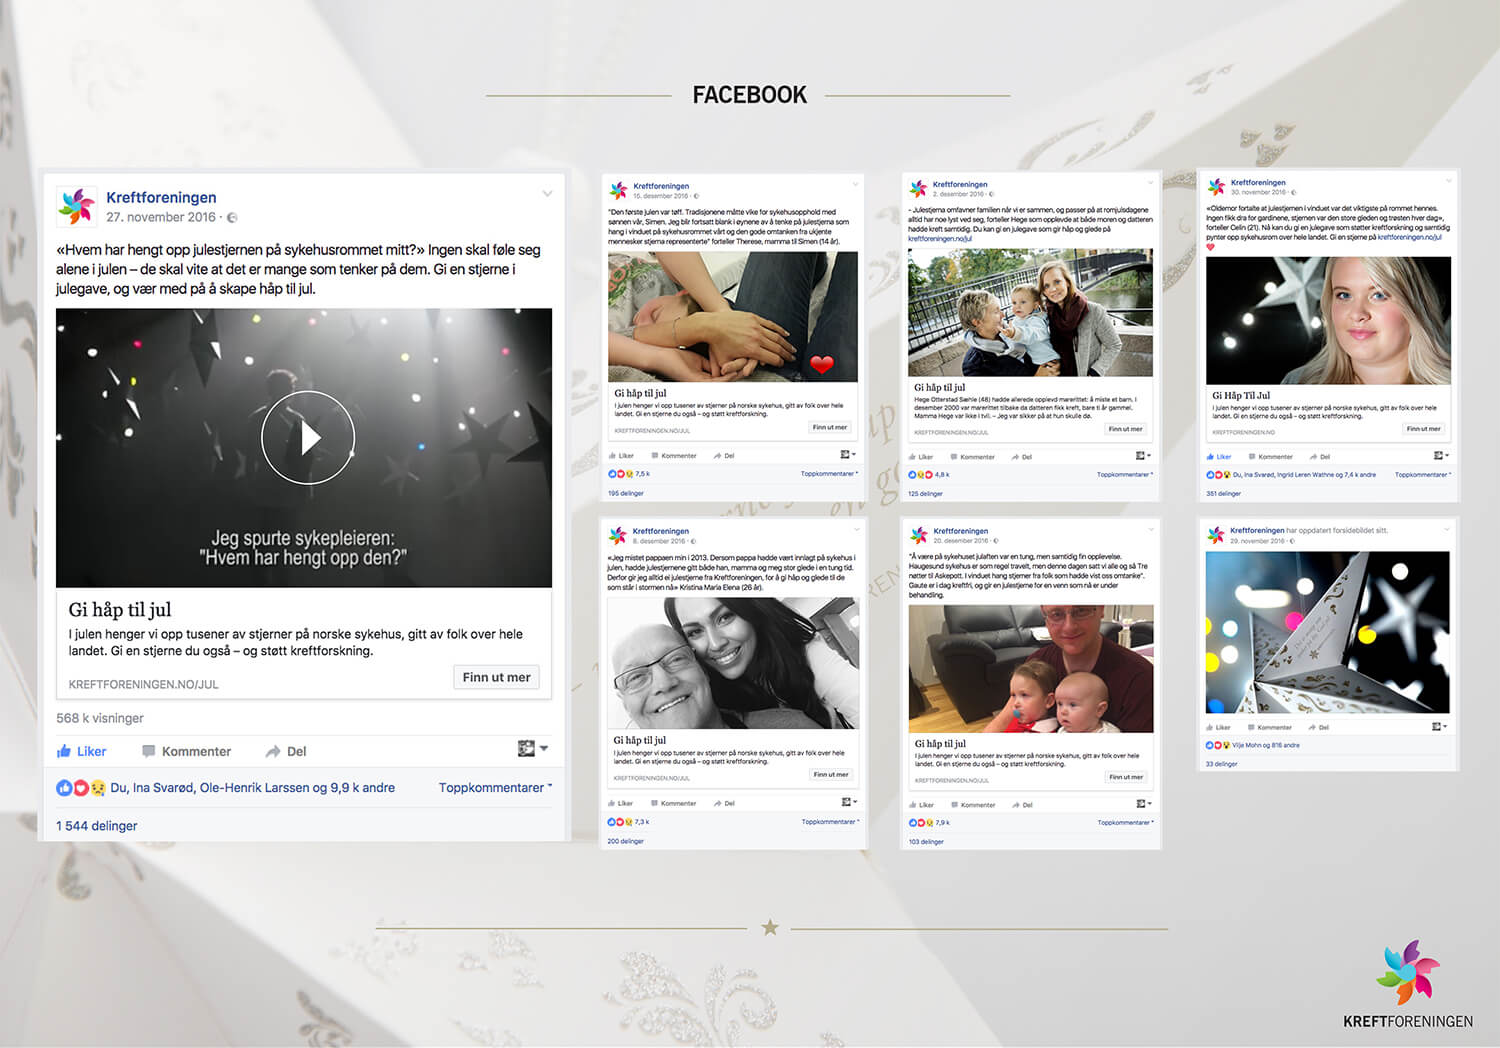 FACEBOOK
Kreftforeningen
27. november 2016 ·
«Hvem har hengt opp julestjernen på sykehusrommet mitt?» Ingen skal føle seg
alene i julen – de skal vite at det er mange som tenker på dem. Gi en stjerne i
julegave, og vær med på å skape håp til jul.
Jeg spurte sykepleieren:
"Hvem har hengt opp den?"
Gi håp til jul
I julen henger vi opp tusener av stjerner på norske sykehus, gitt av folk over hele
landet. Gi en stjerne du også – og støtt kreftforskning.
KREFTFORENINGEN.NO/JUL
Finn ut mer
568 k visninger
Liker Kommenter Del
Du, Ina Svarød, Ole-Henrik Larssen og 9,9 k andre Toppkommentarer
1 544 delinger
Kreftforeningen
15. desember 2016 ·
"Den første julen var tøff. Tradisjonene måtte vike for sykehusopphold med
sønnen vår, Simen. Jeg blir fortsatt blank i øynene av å tenke på julestjerna som
hang i vinduet på sykehusrommet vårt og den gode omtanken fra ukjente
mennesker stjerna representerte" forteller Therese, mamma til Simen (14 år).
Gi håp til jul
I julen henger vi opp tusener av stjerner på norske sykehus, gitt av folk over hele
landet. Gi en stjerne du også – og støtt kreftforskning.
KREFTFORENINGEN.NO/JUL
Finn ut mer
Liker Kommenter Del
7,5 k Toppkommentarer
195 delinger
Kreftforeningen
2. desember 2016 ·
- Julestjerna omfavner familien når vi er sammen, og passer på at romjulsdagene
alltid har noe lyst ved seg, forteller Hege som opplevde at både moren og datteren
hadde kreft samtidig. Du kan gi en julegave som gir håp og glede på
kreftforeningen.no/jul
Gi håp til jul
Hege Otterstad Sæhle (48) hadde allerede opplevd marerittet: å miste et barn. I
desember 2000 var marerittet tilbake da datteren fikk kreft, bare ti år gammel.
Mamma Hege var ikke i tvil. – Jeg var sikker på at hun skulle dø.
KREFTFORENINGEN.NO/JUL
Finn ut mer
Liker Kommenter Del
4,8 k Toppkommentarer
125 delinger
Kreftforeningen
30. november 2016 ·
«Oldemor fortalte at julestjernen i vinduet var det viktigste på rommet hennes.
Ingen fikk dra for gardinene, stjernen var den store gleden og trøsten hver dag»,
forteller Celin (21). Nå kan du gi en julegave som støtter kreftforskning og samtidig
pynter opp sykehusrom over hele landet. Gi en stjerne på kreftforeningen.no/jul
Gi Håp Til Jul
I julen henger vi opp tusener av stjerner på norske sykehus, gitt av folk over hele
landet. Gi en stjerne du også – og støtt kreftforskning.
KREFTFORENINGEN.NO
Finn ut mer
Liker Kommenter Del
Du, Ina Svarød, Ingrid Leren Wathne og 7,4 k andre Toppkommentarer
351 delinger
Kreftforeningen
8. desember 2016 ·
«Jeg mistet pappaen min i 2013. Dersom pappa hadde vært innlagt på sykehus i
julen, hadde julestjernene gitt både han, mamma og meg stor glede i en tung tid.
Derfor gir jeg alltid ei julestjerne fra Kreftforeningen, for å gi håp og glede til de
som står i stormen nå» Kristina Maria Elena (26 år).
Gi håp til jul
I julen henger vi opp tusener av stjerner på norske sykehus, gitt av folk over hele
landet. Gi en stjerne du også – og støtt kreftforskning.
KREFTFORENINGEN.NO/JUL
Finn ut mer
Liker Kommenter Del
7,3 k Toppkommentarer
200 delinger
Kreftforeningen
20. desember 2016 ·
"Å være på sykehuset julaften var en tung, men samtidig fin opplevelse.
Haugesund sykehus er som regel travelt, men denne dagen satt vi alle og så Tre
nøtter til Askepott. I vinduet hang stjerner fra folk som hadde vist oss omtanke".
Gaute er i dag kreftfri, og gir en julestjerne for en venn som nå er under
behandling.
Gi håp til jul
I julen henger vi opp tusener av stjerner på norske sykehus, gitt av folk over hele
landet. Gi en stjerne du også – og støtt kreftforskning.
KREFTFORENINGEN.NO/JUL
Finn ut mer
Liker Kommenter Del
7,9 k Toppkommentarer
103 delinger
Kreftforeningen har oppdatert forsidebildet sitt.
29. november 2016 ·
Liker Kommenter Del
Vilje Mohn og 816 andre
33 delinger
KREFTFORENINGEN